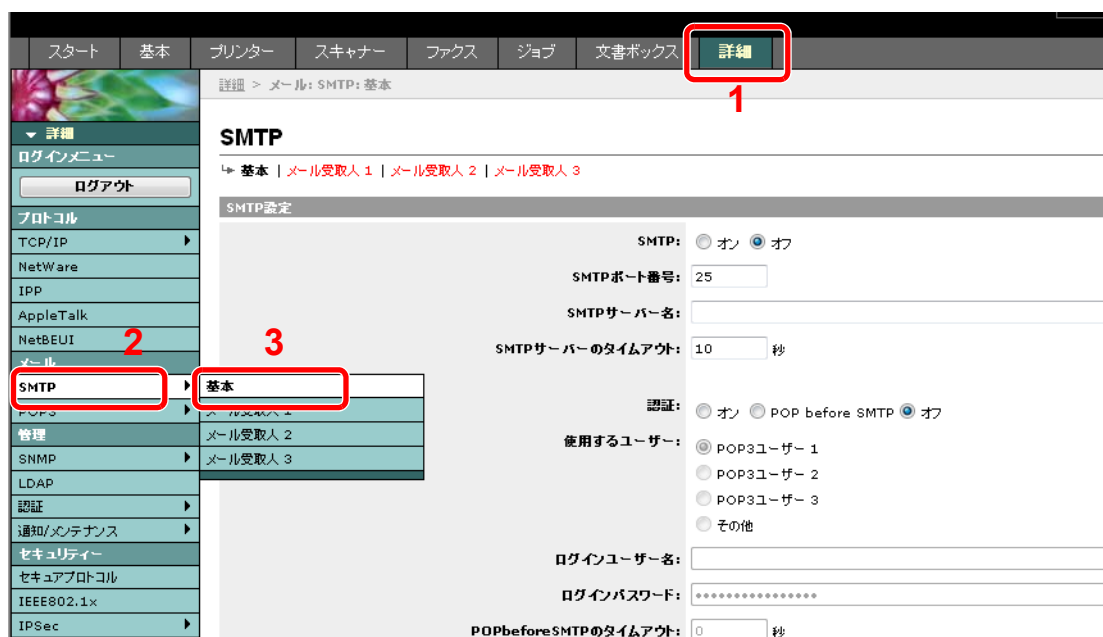 スタート 基本 プリンター スキャナー ファクス ジョブ 文書ボックス 詳細
1
詳細 > メール: SMTP: 基本
▼ 詳細
ログインメニュー
ログアウト
プロトコル
TCP/IP
NetWare
IPP
AppleTalk
NetBEUI
メール
2
SMTP
POP3
管理
SNMP
LDAP
認証
通知/メンテナンス
セキュリティー
セキュアプロトコル
IEEE802.1x
IPSec
3
基本
メール受取人 1
メール受取人 2
メール受取人 3
SMTP
基本 | メール受取人 1 | メール受取人 2 | メール受取人 3
SMTP設定
SMTP: オン オフ
SMTPポート番号: 25
SMTPサーバー名:
SMTPサーバーのタイムアウト: 10 秒
認証: オン POP before SMTP オフ
使用するユーザー: POP3ユーザー 1
POP3ユーザー 2
POP3ユーザー 3
その他
ログインユーザー名:
ログインパスワード: ••••••••••••••••
POPbeforeSMTPのタイムアウト: 0 秒